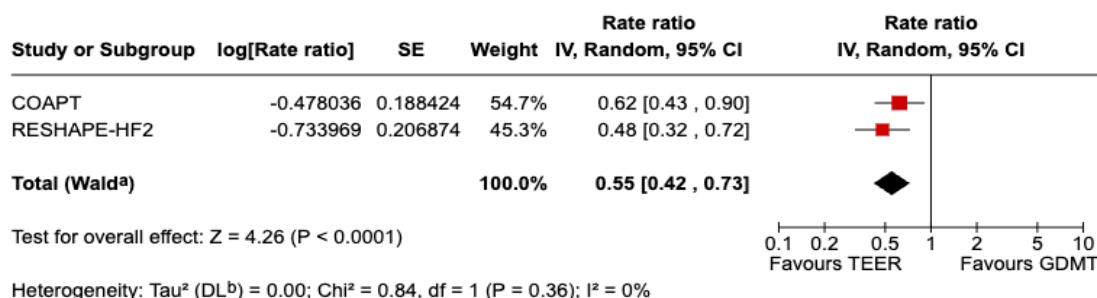 Rate ratio Rate ratio
Study or Subgroup log[Rate ratio] SE Weight IV, Random, 95% CI IV, Random, 95% CI
COAPT -0.478036 0.188424 54.7% 0.62 [0.43 , 0.90]
RESHAPE-HF2 -0.733969 0.206874 45.3% 0.48 [0.32 , 0.72]
Total (Waldᵃ) 100.0% 0.55 [0.42 , 0.73]
Test for overall effect: Z = 4.26 (P < 0.0001)
0.1 0.2 0.5 1 2 5 10
Favours TEER Favours GDMT
Heterogeneity: Tau² (DLᵇ) = 0.00; Chi² = 0.84, df = 1 (P = 0.36); I² = 0%